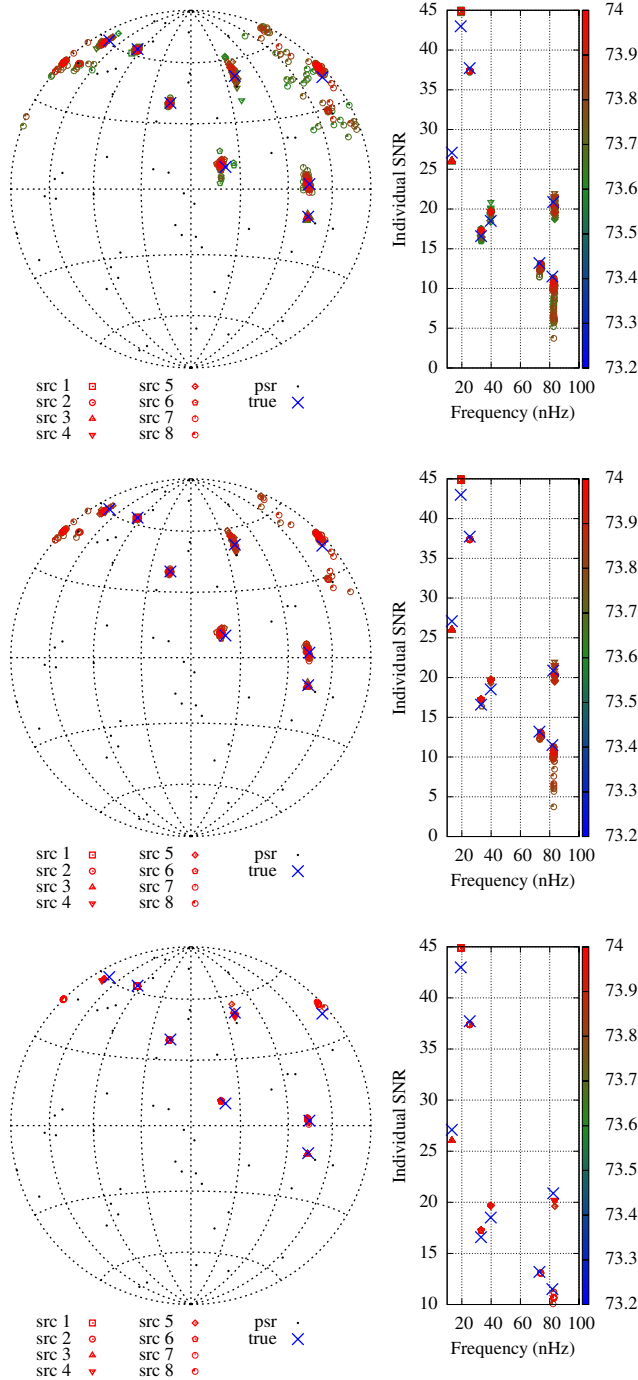 45
40
35
30
25
20
15
10
5
0
Individual SNR
20 40 60 80 100
Frequency (nHz)
74
73.9
73.8
73.7
73.6
73.5
73.4
73.3
73.2
src 1 src 5 psr
src 2 src 6 true
src 3 src 7
src 4 src 8
45
40
35
30
25
20
15
10
5
0
Individual SNR
20 40 60 80 100
Frequency (nHz)
74
73.9
73.8
73.7
73.6
73.5
73.4
73.3
73.2
src 1 src 5 psr
src 2 src 6 true
src 3 src 7
src 4 src 8
45
40
35
30
25
20
15
10
Individual SNR
20 40 60 80 100
Frequency (nHz)
74
73.9
73.8
73.7
73.6
73.5
73.4
73.3
73.2
src 1 src 5 psr
src 2 src 6 true
src 3 src 7
src 4 src 8